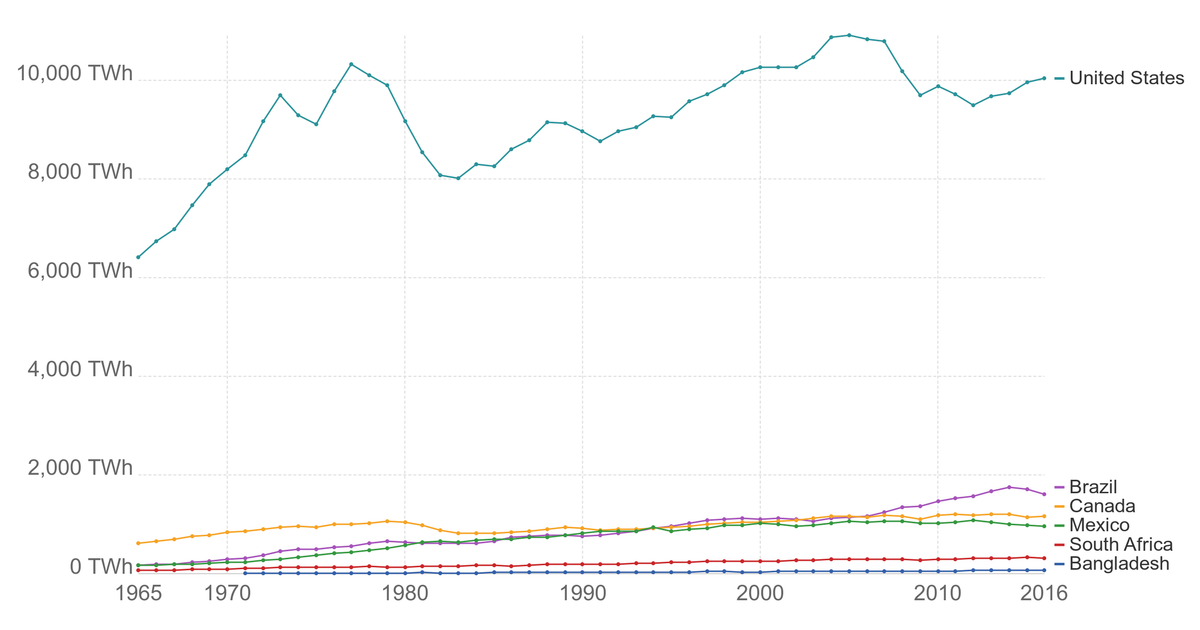 10,000 TWh
8,000 TWh
6,000 TWh
4,000 TWh
2,000 TWh
0 TWh
1965 1970 1980 1990 2000 2010 2016
United States
Brazil
Canada
Mexico
South Africa
Bangladesh